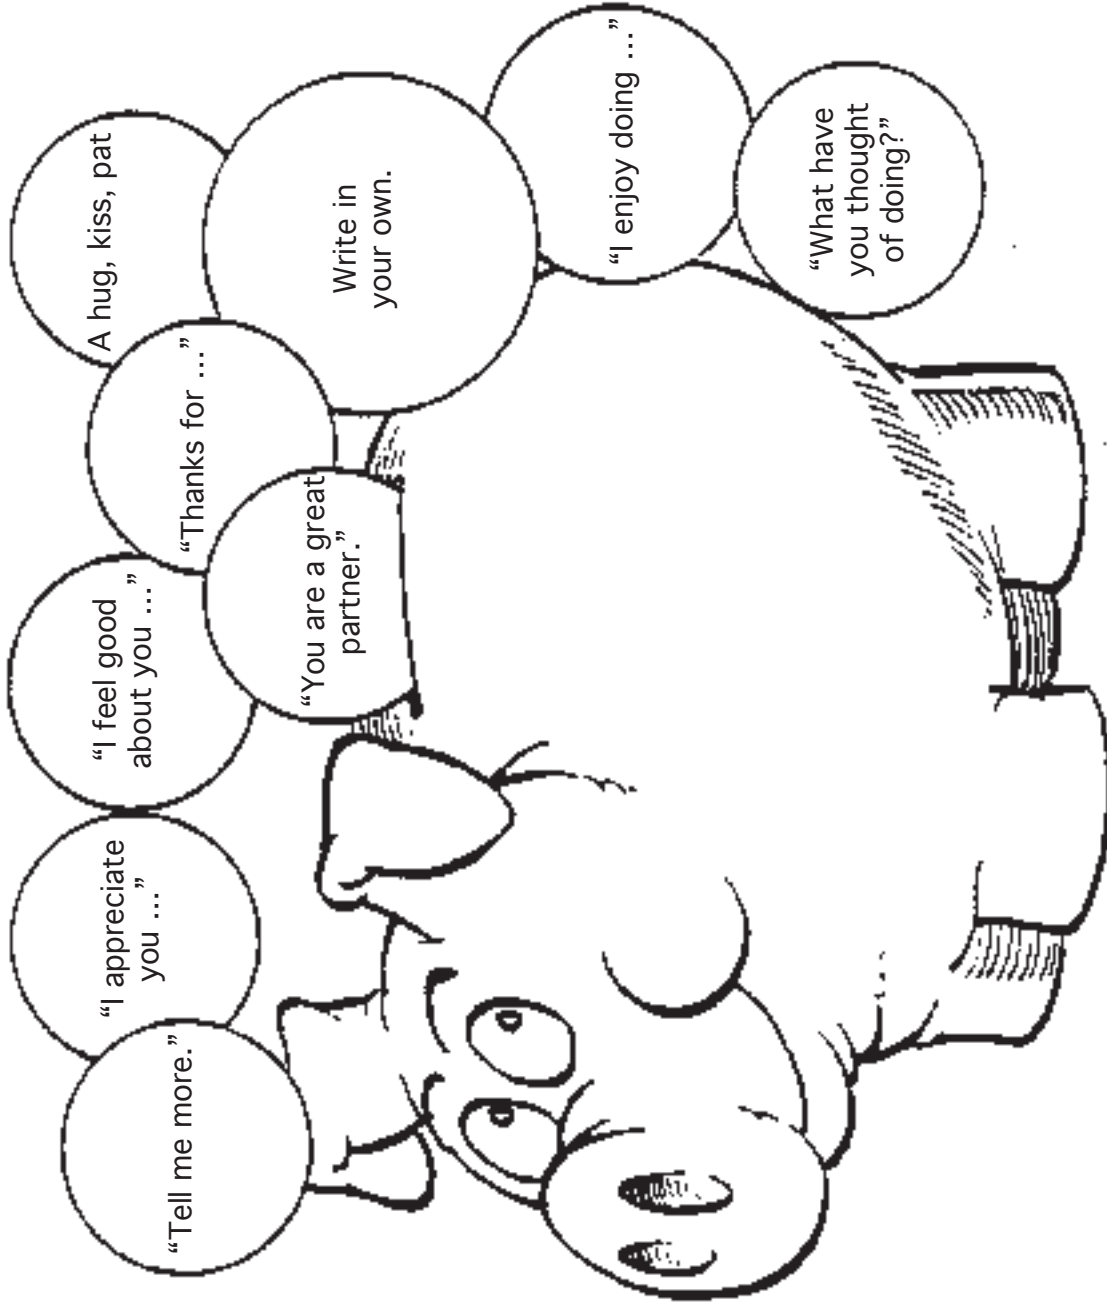 “Tell me more.”
“I appreciate
you ...”
“I feel good
about you ...”
“You are a great
partner.”
“Thanks for ...”
A hug, kiss, pat
Write in
your own.
“I enjoy doing ...”
“What have
you thought
of doing?”